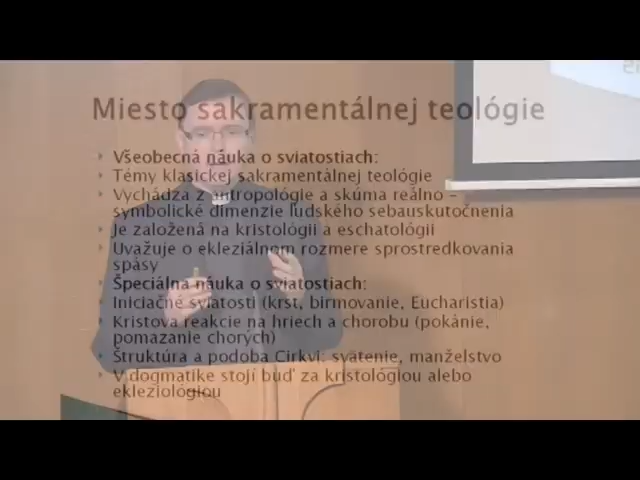 Miesto sakramentálnej teológie
Všeobecná náuka o sviatostiach:
Témy klasickej sakramentálnej teológie
Vychádza z antropológie a skúma reálno –
symbolické dimenzie ľudského sebauskutočnenia
Je založená na kristológii a eschatológii
Uvažuje o ekleziálnom rozmere sprostredkovania
spásy
Špeciálna náuka o sviatostiach:
Iniciačné sviatosti (krst, birmovanie, Eucharistia)
Kristova reakcie na hriech a chorobu (pokánie,
pomazanie chorých)
Štruktúra a podoba Cirkvi: svätenie, manželstvo
V dogmatike stojí buď za kristológiou alebo
ekleziológiou